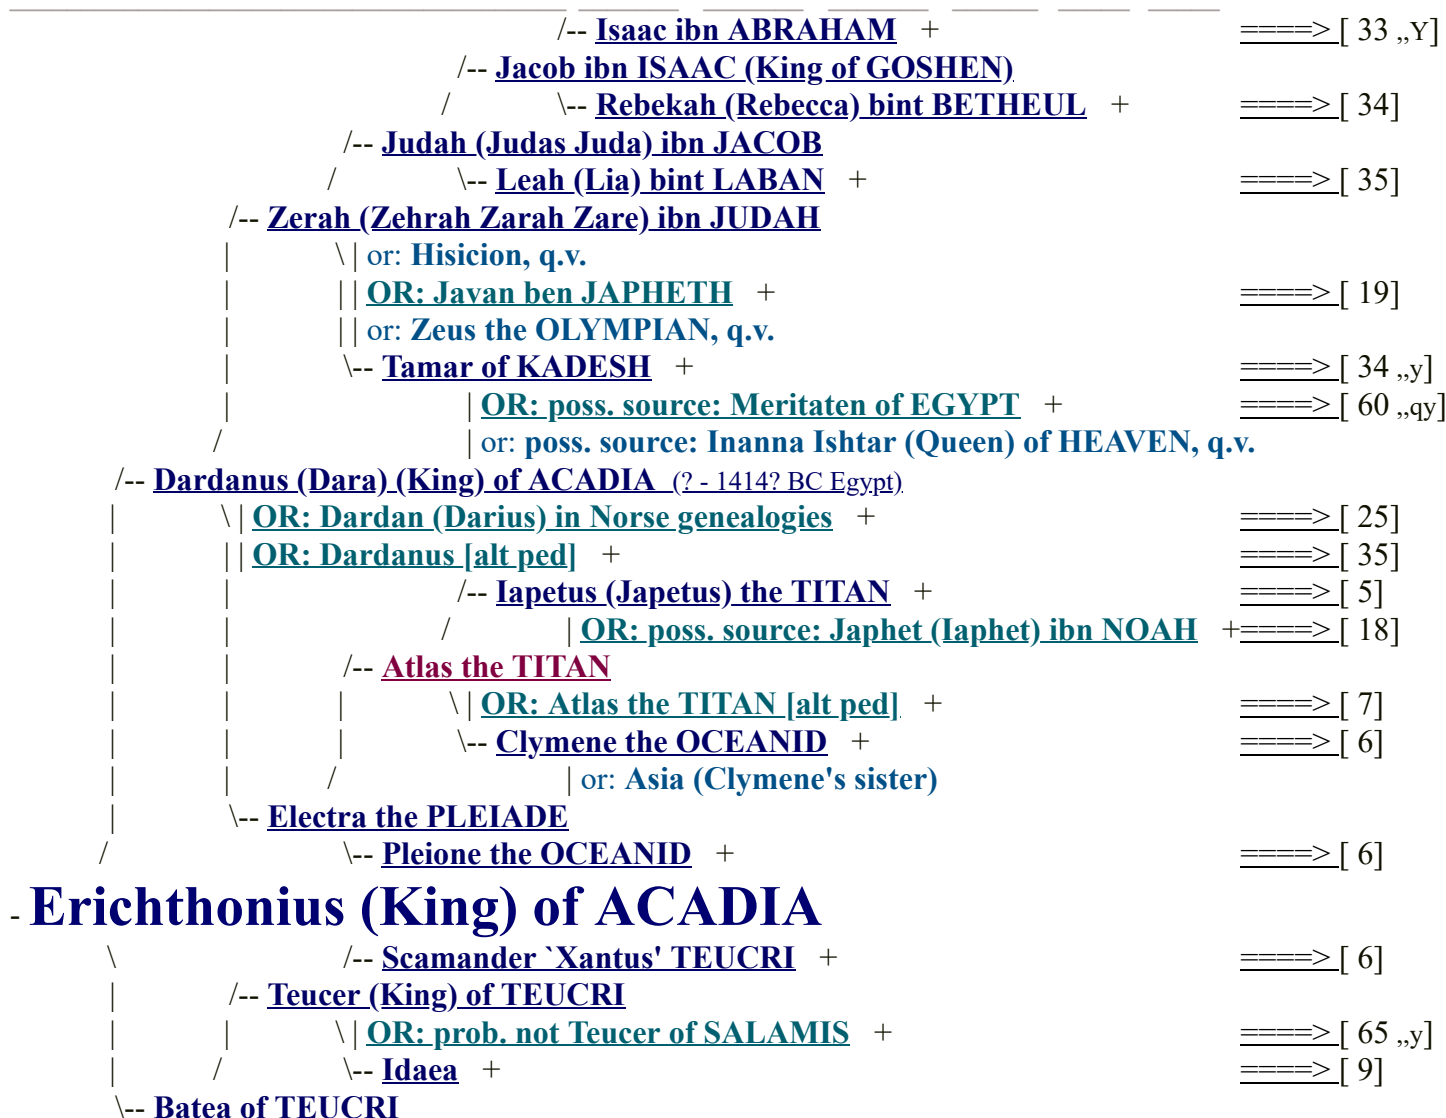 /-- Isaac ibn ABRAHAM + ====> [ 33 ,,Y]
/-- Jacob ibn ISAAC (King of GOSHEN)
/ \-- Rebekah (Rebecca) bint BETHEUL + ====> [ 34]
/-- Judah (Judas Juda) ibn JACOB
/ \-- Leah (Lia) bint LABAN + ====> [ 35]
/-- Zerah (Zehrah Zarah Zare) ibn JUDAH
| \ | or: Hisicion, q.v.
| | | OR: Javan ben JAPHETH + ====> [ 19]
| | | or: Zeus the OLYMPIAN, q.v.
| \-- Tamar of KADESH + ====> [ 34 ,,y]
| | OR: poss. source: Meritaten of EGYPT + ====> [ 60 ,,qy]
/ | or: poss. source: Inanna Ishtar (Queen) of HEAVEN, q.v.
/-- Dardanus (Dara) (King) of ACADIA (? - 1414? BC Egypt)
| \ | OR: Dardan (Darius) in Norse genealogies + ====> [ 25]
| | | OR: Dardanus [alt ped] + ====> [ 35]
| | /-- Iapetus (Japetus) the TITAN + ====> [ 5]
| | / | OR: poss. source: Japhet (Iaphet) ibn NOAH +====> [ 18]
| | /-- Atlas the TITAN
| | | \ | OR: Atlas the TITAN [alt ped] + ====> [ 7]
| | | \-- Clymene the OCEANID + ====> [ 6]
| | / | or: Asia (Clymene's sister)
| \-- Electra the PLEIADE
/ \-- Pleione the OCEANID + ====> [ 6]
- Erichthonius (King) of ACADIA
\ /-- Scamander `Xantus' TEUCRI + ====> [ 6]
| /-- Teucer (King) of TEUCRI
| | \ | OR: prob. not Teucer of SALAMIS + ====> [ 65 ,,y]
| / \-- Idaea + ====> [ 9]
\-- Batea of TEUCRI